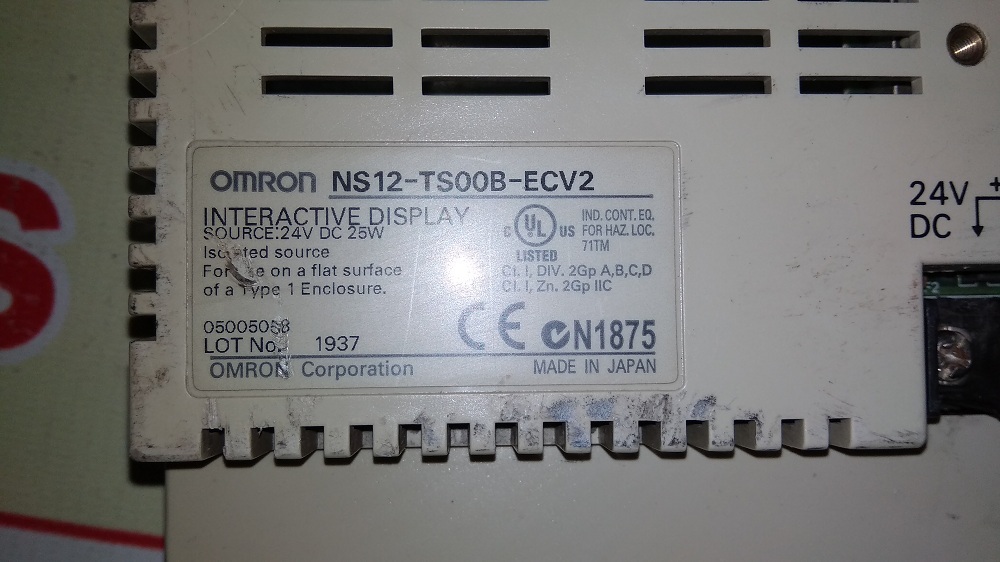 OMRON NS12-TS00B-ECV2
INTERACTIVE DISPLAY
SOURCE:24V DC 25W
Isolated source
For use on a flat surface
of a Type 1 Enclosure.
LOT No. 1937
OMRON Corporation
C UL US
LISTED
IND. CONT. EQ.
FOR HAZ. LOC.
71TM
Cl. I, DIV. 2Gp A,B,C,D
Cl. I, Zn. 2Gp IIC
CE N1875
MADE IN JAPAN
24V +
DC
S